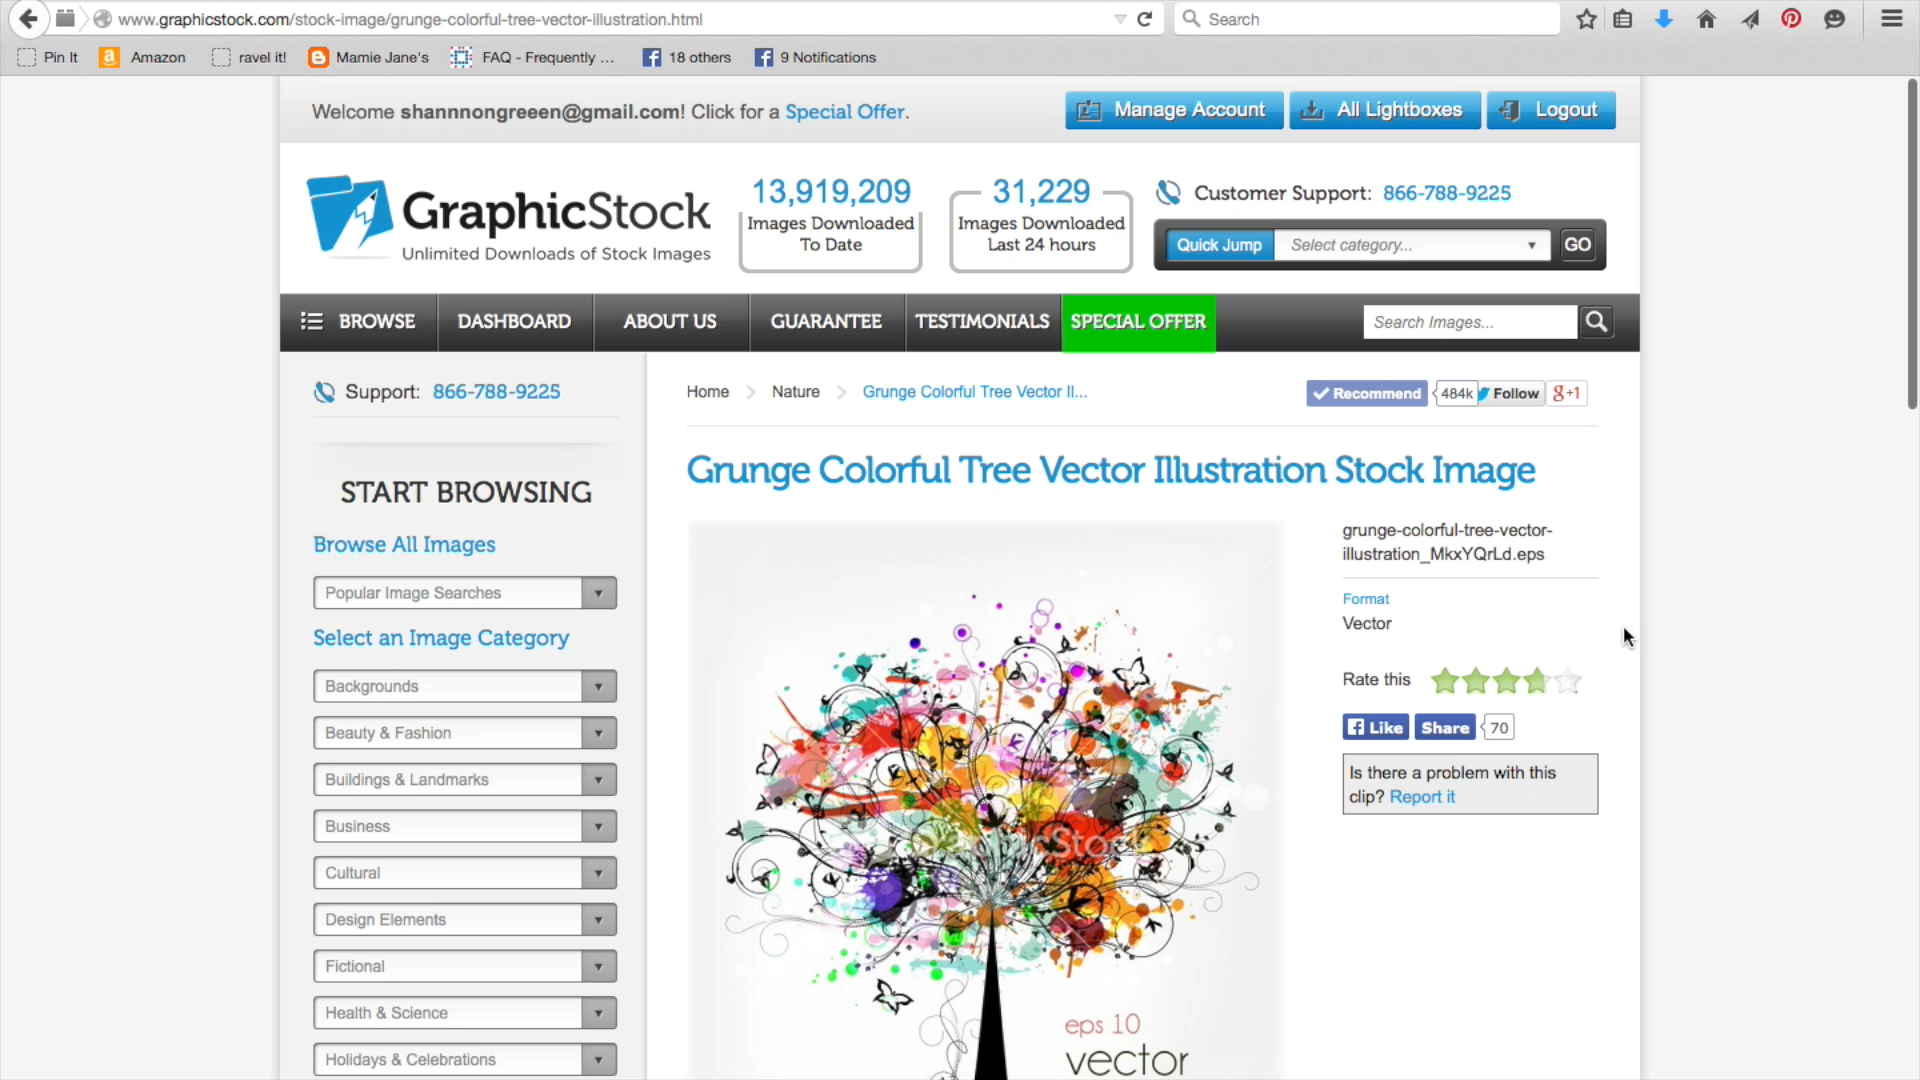 www.graphicstock.com/stock-image/grunge-colorful-tree-vector-illustration.html
Search
Pin It
Amazon
ravel it!
Mamie Jane's
FAQ - Frequently ...
18 others
9 Notifications
Welcome shannnongreeen@gmail.com! Click for a Special Offer.
Manage Account
All Lightboxes
Logout
GraphicStock
Unlimited Downloads of Stock Images
13,919,209
Images Downloaded
To Date
31,229
Images Downloaded
Last 24 hours
Customer Support: 866-788-9225
Quick Jump
Select category...
GO
BROWSE
DASHBOARD
ABOUT US
GUARANTEE
TESTIMONIALS
SPECIAL OFFER
Search Images...
Support: 866-788-9225
START BROWSING
Browse All Images
Popular Image Searches
Select an Image Category
Backgrounds
Beauty & Fashion
Buildings & Landmarks
Business
Cultural
Design Elements
Fictional
Health & Science
Holidays & Celebrations
Home
Nature
Grunge Colorful Tree Vector Il...
Recommend
484k
Follow
g+1
Grunge Colorful Tree Vector Illustration Stock Image
GraphicStock
eps 10
vector
grunge-colorful-tree-vector-
illustration_MkxYQrLd.eps
Format
Vector
Rate this
Like
Share
70
Is there a problem with this
clip? Report it